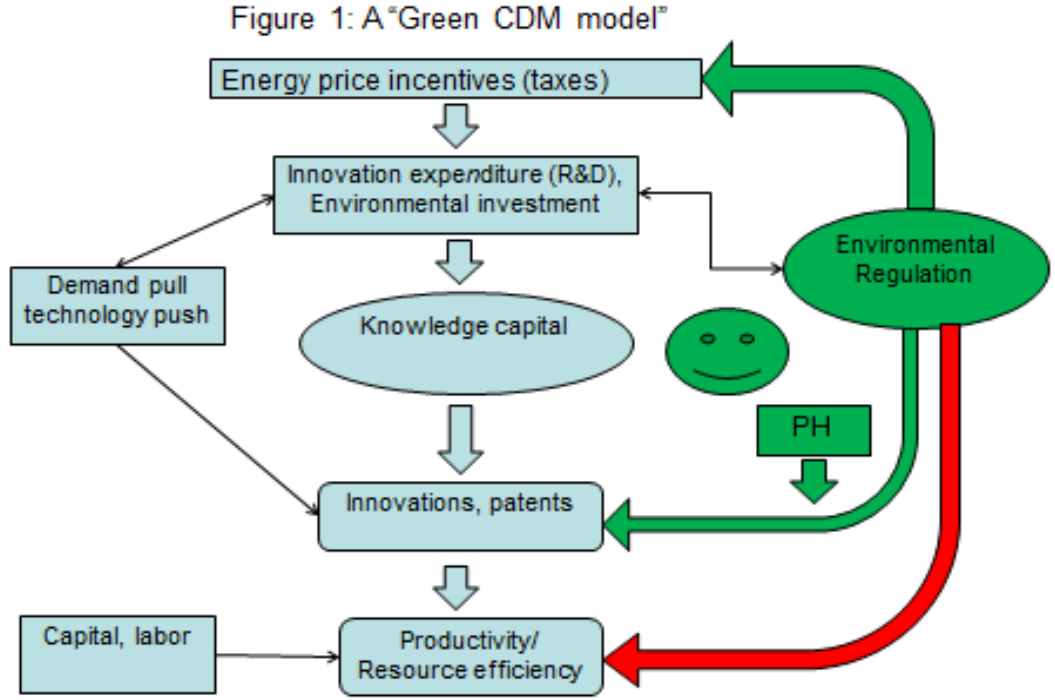 Figure 1: A "Green CDM model"
Energy price incentives (taxes)
Innovation expenditure (R&D),
Environmental investment
Environmental
Regulation
Demand pull
technology push
Knowledge capital
PH
Innovations, patents
Capital, labor
Productivity/
Resource efficiency